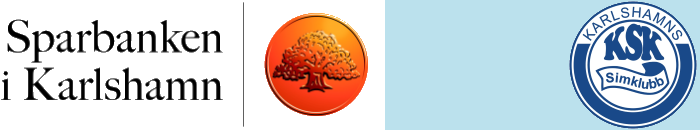 Sparbanken
i Karlshamn
KARLSHAMNS
KSK
Simklubb